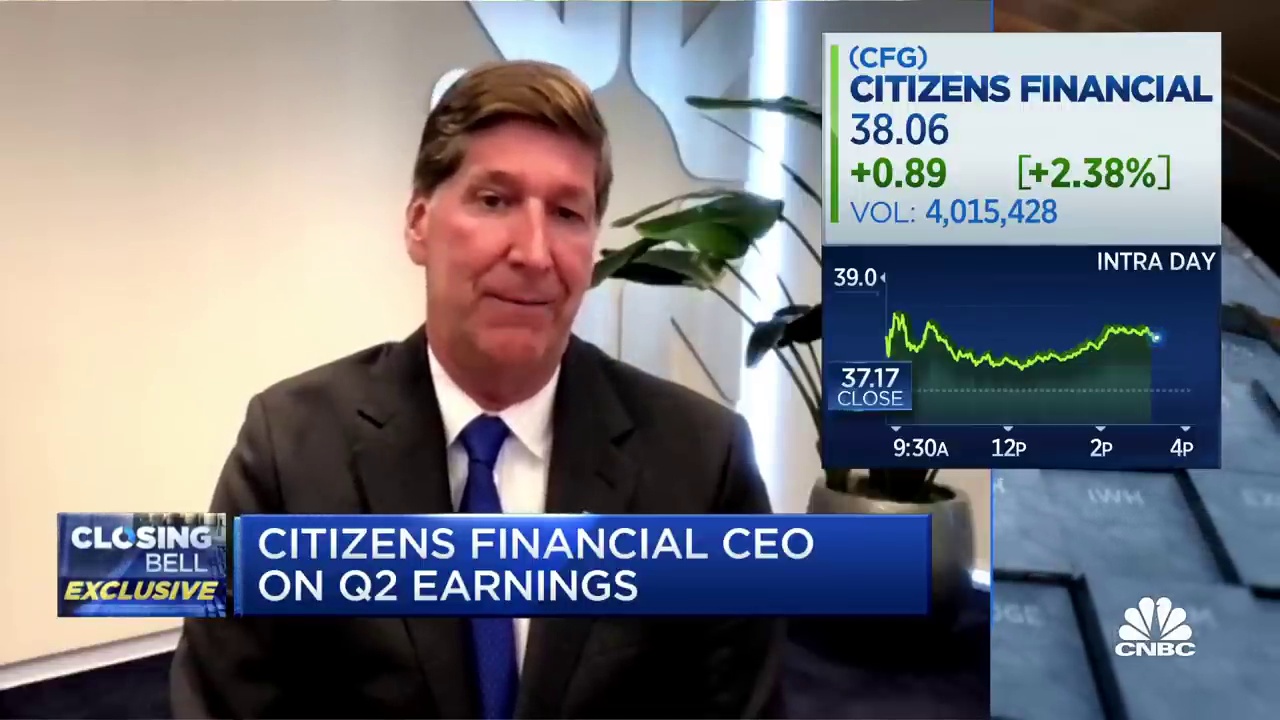 (CFG)
CITIZENS FINANCIAL
38.06
+0.89 [+2.38%]
VOL: 4,015,428
INTRA DAY
39.0
37.17
CLOSE
9:30A 12P 2P 4P
CLOSING
BELL
EXCLUSIVE
CITIZENS FINANCIAL CEO
ON Q2 EARNINGS
IWH
CNBC